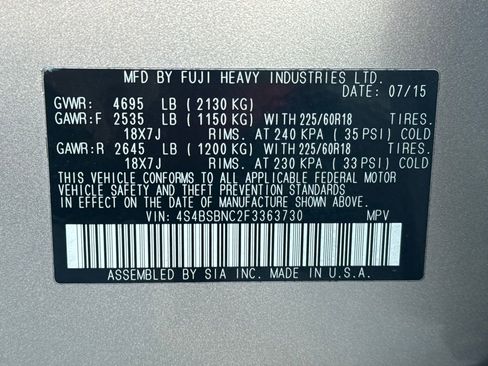 MFD BY FUJI HEAVY INDUSTRIES LTD.
DATE: 07/15
GVWR: 4695 LB (2130 KG)
GAWR:F 2535 LB (1150 KG) WITH 225/60R18 TIRES.
18X7J RIMS. AT 240 KPA (35 PSI) COLD
GAWR:R 2645 LB (1200 KG) WITH 225/60R18 TIRES.
18X7J RIMS. AT 230 KPA (33 PSI) COLD
THIS VEHICLE CONFORMS TO ALL APPLICABLE FEDERAL MOTOR
VEHICLE SAFETY AND THEFT PREVENTION STANDARDS
IN EFFECT ON THE DATE OF MANUFACTURE SHOWN ABOVE.
VIN: 4S4BSBNC2F3363730 MPV
ASSEMBLED BY SIA INC. MADE IN U.S.A.